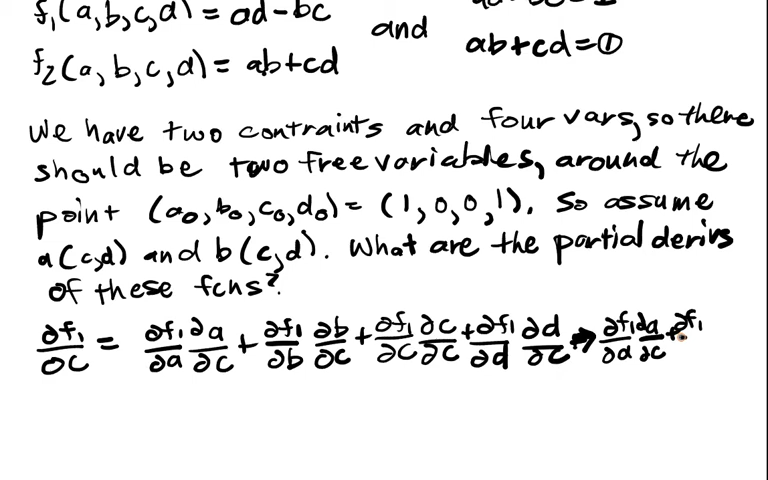 f₁(a,b,c,d) = ad - bc
and
ab+cd=①
f₂(a, b, c, d) = ab+cd
We have two contraints and four vars, so there
should be two free variables, around the
point (a₀, b₀, c₀, d₀) = (1, 0, 0, 1). So assume
a(c,d) and b(c,d). What are the partial derivs
of these fcns?
∂f₁/∂c = ∂f₁/∂a ∂a/∂c + ∂f₁/∂b ∂b/∂c + ∂f₁/∂c ∂c/∂c + ∂f₁/∂d ∂d/∂c → ∂f₁/∂a ∂a/∂c + ∂f₁